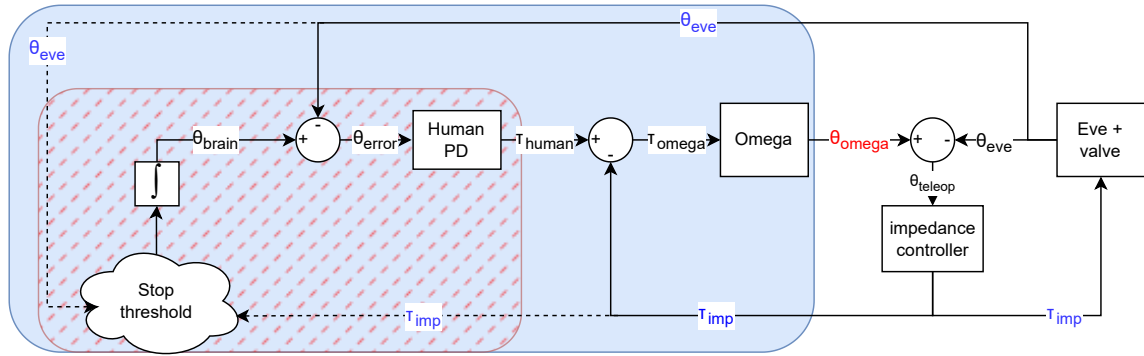 θeve
θeve
θbrain
θerror
Human
PD
τhuman
τomega
Omega
θomega
θeve
Eve +
valve
θteleop
impedance
controller
∫
Stop
threshold
τimp
τimp
τimp
+
-
+
-
+
-